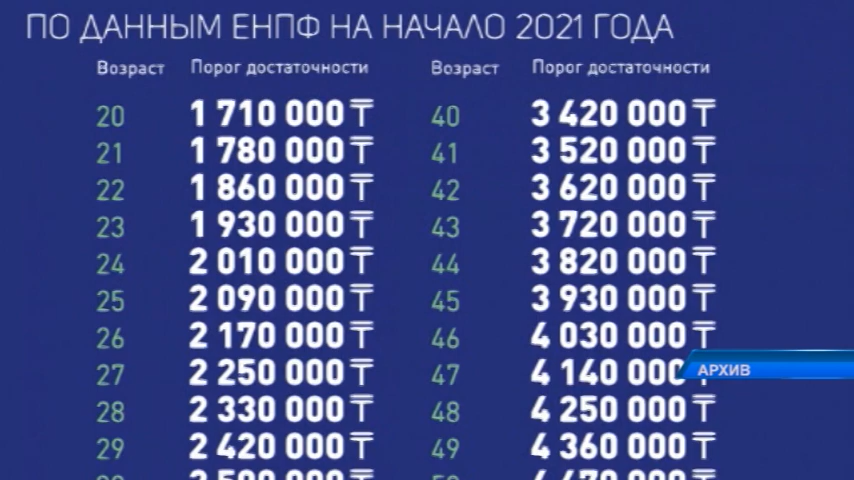 ПО ДАННЫМ ЕНПФ НА НАЧАЛО 2021 ГОДА
Возраст Порог достаточности Возраст Порог достаточности
20 1 710 000 ₸ 40 3 420 000 ₸
21 1 780 000 ₸ 41 3 520 000 ₸
22 1 860 000 ₸ 42 3 620 000 ₸
23 1 930 000 ₸ 43 3 720 000 ₸
24 2 010 000 ₸ 44 3 820 000 ₸
25 2 090 000 ₸ 45 3 930 000 ₸
26 2 170 000 ₸ 46 4 030 000 ₸
27 2 250 000 ₸ 47 4 140 000 ₸
АРХИВ
28 2 330 000 ₸ 48 4 250 000 ₸
29 2 420 000 ₸ 49 4 360 000 ₸